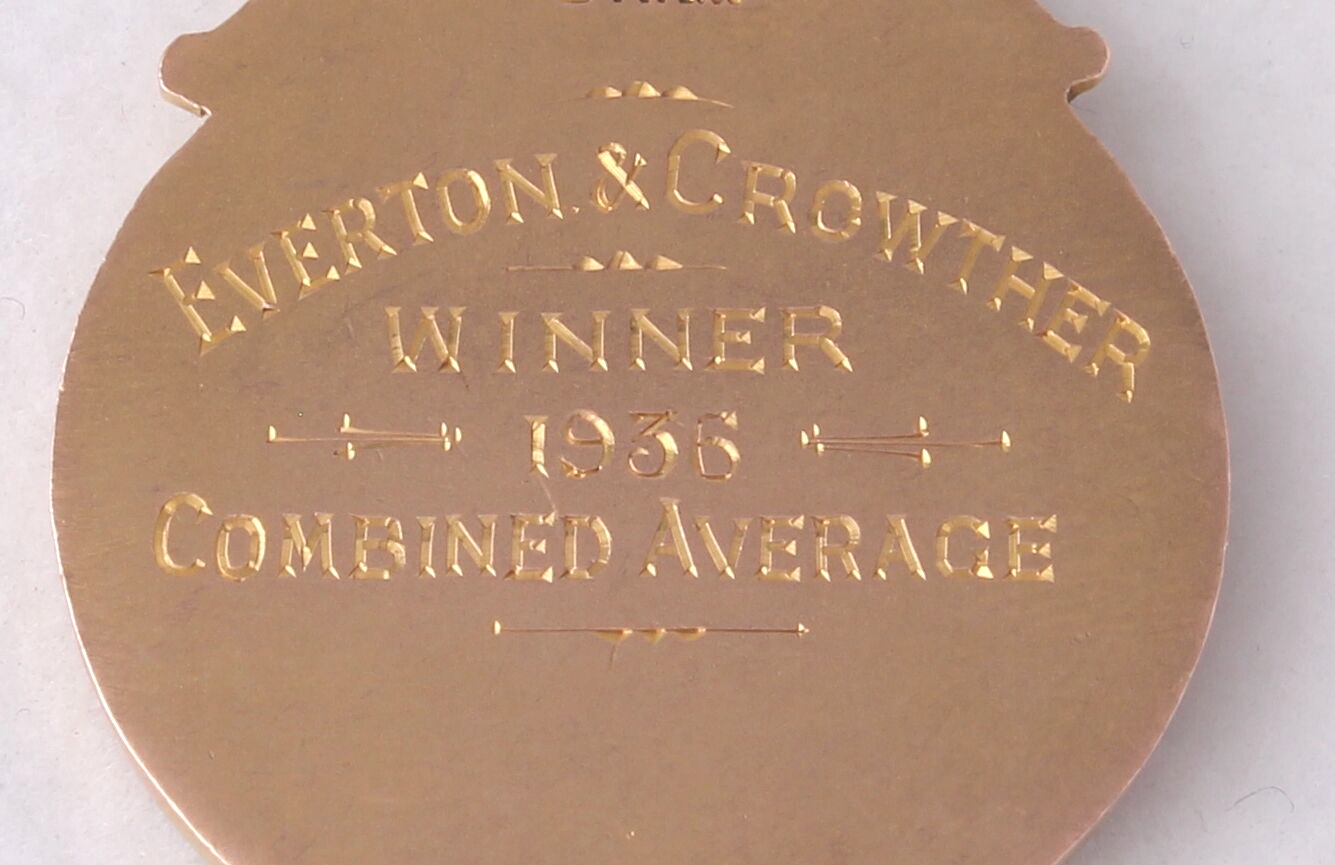 EVERTON. & CROWTHER
WINNER
1936
COMBINED AVERAGE